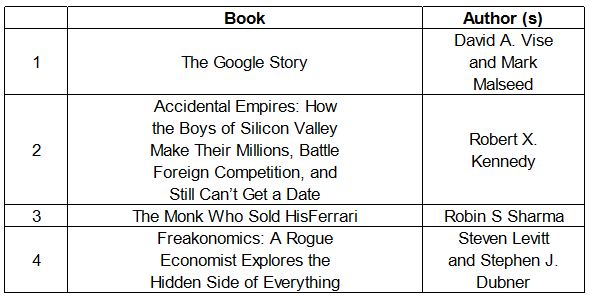 Book Author (s)
1 The Google Story David A. Vise
and Mark
Malseed
2 Accidental Empires: How
the Boys of Silicon Valley
Make Their Millions, Battle
Foreign Competition, and
Still Can’t Get a Date
Robert X.
Kennedy
3 The Monk Who Sold HisFerrari Robin S Sharma
4 Freakonomics: A Rogue
Economist Explores the
Hidden Side of Everything
Steven Levitt
and Stephen J.
Dubner